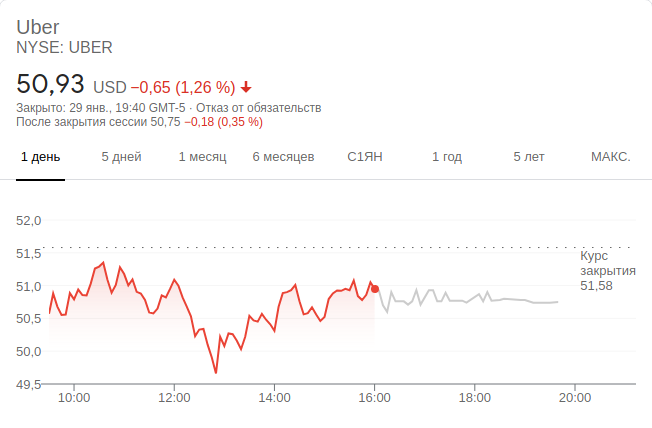 Uber
NYSE: UBER
50,93 USD −0,65 (1,26 %)
Закрыто: 29 янв., 19:40 GMT-5 · Отказ от обязательств
После закрытия сессии 50,75 −0,18 (0,35 %)
1 день 5 дней 1 месяц 6 месяцев С1ЯН 1 год 5 лет МАКС.
52,0
51,5
Курс
закрытия
51,58
51,0
50,5
50,0
49,5
10:00 12:00 14:00 16:00 18:00 20:00